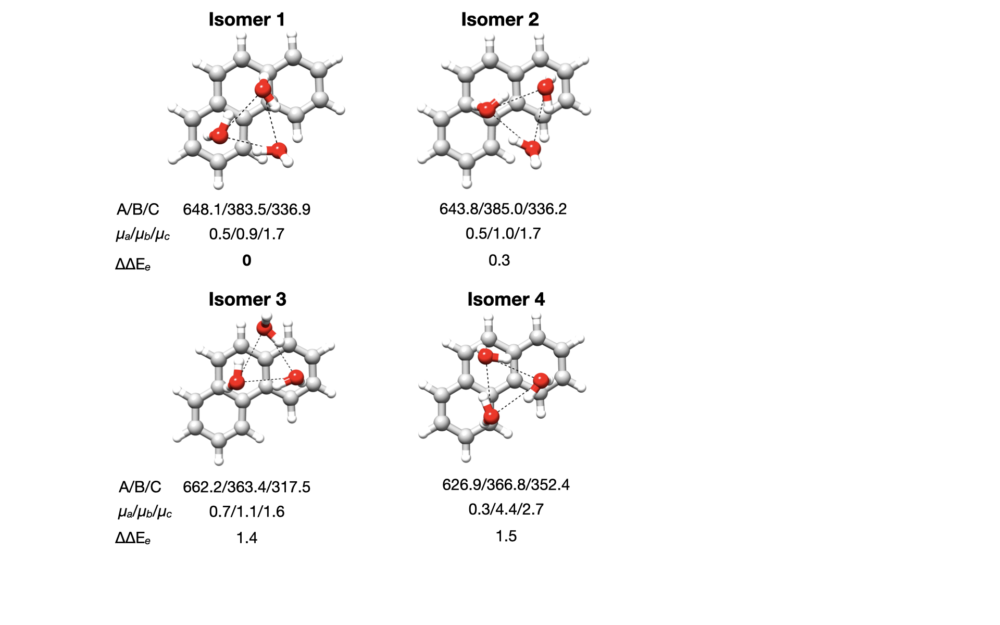 Isomer 1 Isomer 2
A/B/C 648.1/383.5/336.9 643.8/385.0/336.2
μa/μb/μc 0.5/0.9/1.7 0.5/1.0/1.7
ΔΔEe 0 0.3
Isomer 3 Isomer 4
A/B/C 662.2/363.4/317.5 626.9/366.8/352.4
μa/μb/μc 0.7/1.1/1.6 0.3/4.4/2.7
ΔΔEe 1.4 1.5